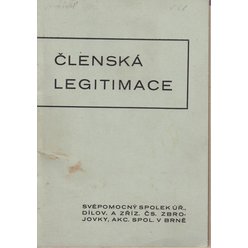 ČLENSKÁ
LEGITIMACE
SVÉPOMOCNÝ SPOLEK ÚŘ.,
DÍLOV. A ZŘÍZ. ČS. ZBRO-
JOVKY, AKC. SPOL. V BRNĚ